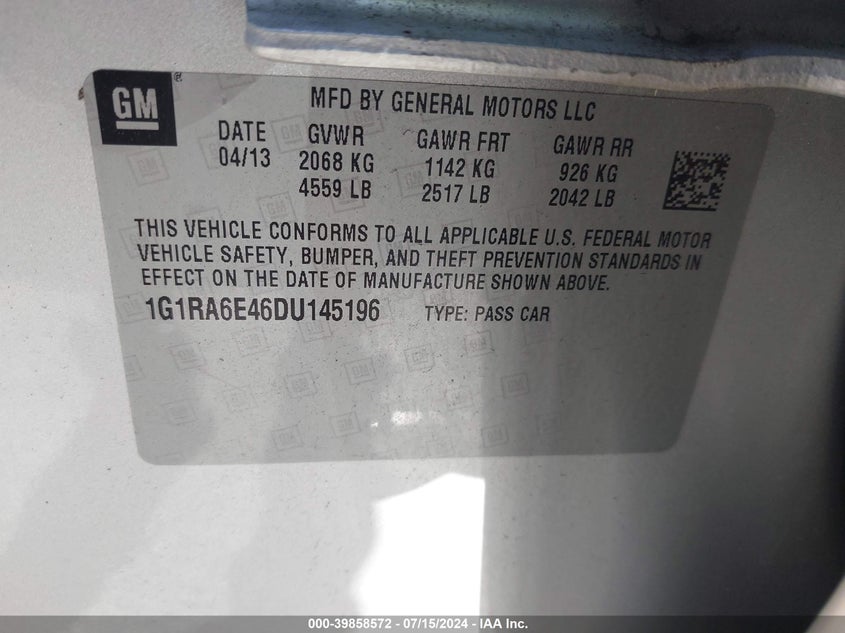 GM ®
MFD BY GENERAL MOTORS LLC
DATE GVWR GAWR FRT GAWR RR
04/13 2068 KG 1142 KG 926 KG
4559 LB 2517 LB 2042 LB
THIS VEHICLE CONFORMS TO ALL APPLICABLE U.S. FEDERAL MOTOR
VEHICLE SAFETY, BUMPER, AND THEFT PREVENTION STANDARDS IN
EFFECT ON THE DATE OF MANUFACTURE SHOWN ABOVE.
1G1RA6E46DU145196 TYPE: PASS CAR
000-39858572 - 07/15/2024 - IAA Inc.